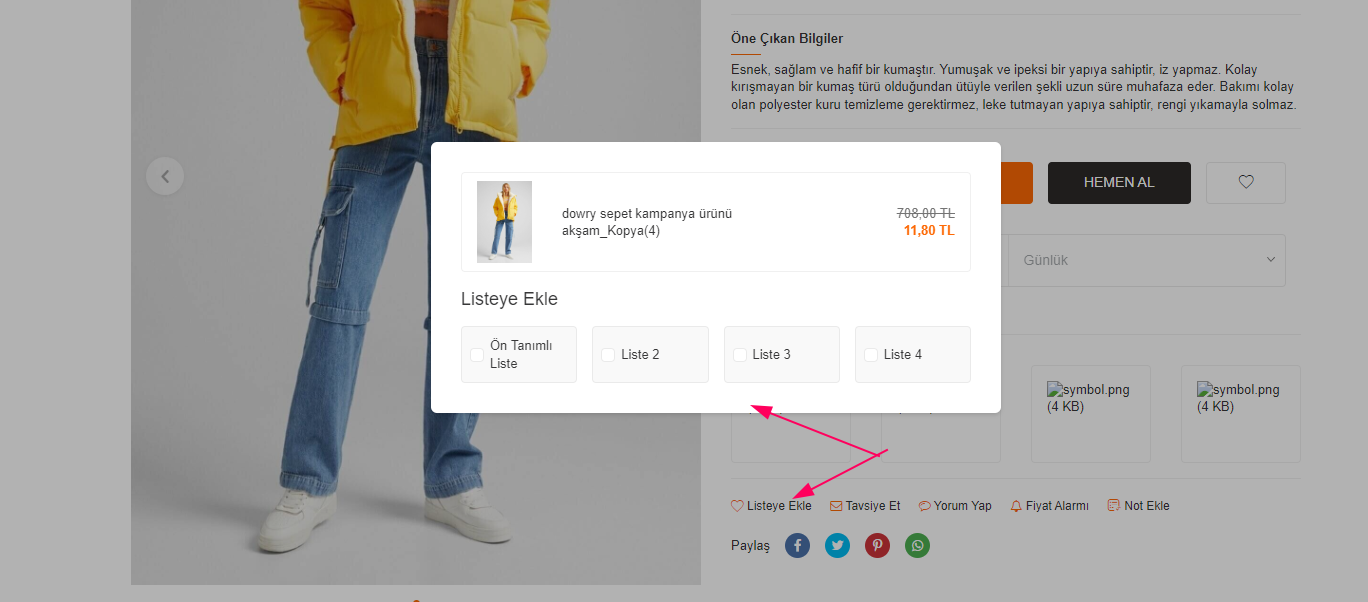 Öne Çıkan Bilgiler
Esnek, sağlam ve hafif bir kumaştır. Yumuşak ve ipeksi bir yapıya sahiptir, iz yapmaz. Kolay
kırışmayan bir kumaş türü olduğundan ütüyle verilen şekli uzun süre muhafaza eder. Bakımı kolay
olan polyester kuru temizleme gerektirmez, leke tutmayan yapıya sahiptir, rengi yıkamayla solmaz.
HEMEN AL
dowry sepet kampanya ürünü
akşam_Kopya(4)
708,00 TL
11,80 TL
Günlük
Listeye Ekle
Ön Tanımlı
Liste
Liste 2
Liste 3
Liste 4
symbol.png
(4 KB)
symbol.png
(4 KB)
Listeye Ekle
Tavsiye Et
Yorum Yap
Fiyat Alarmı
Not Ekle
Paylaş